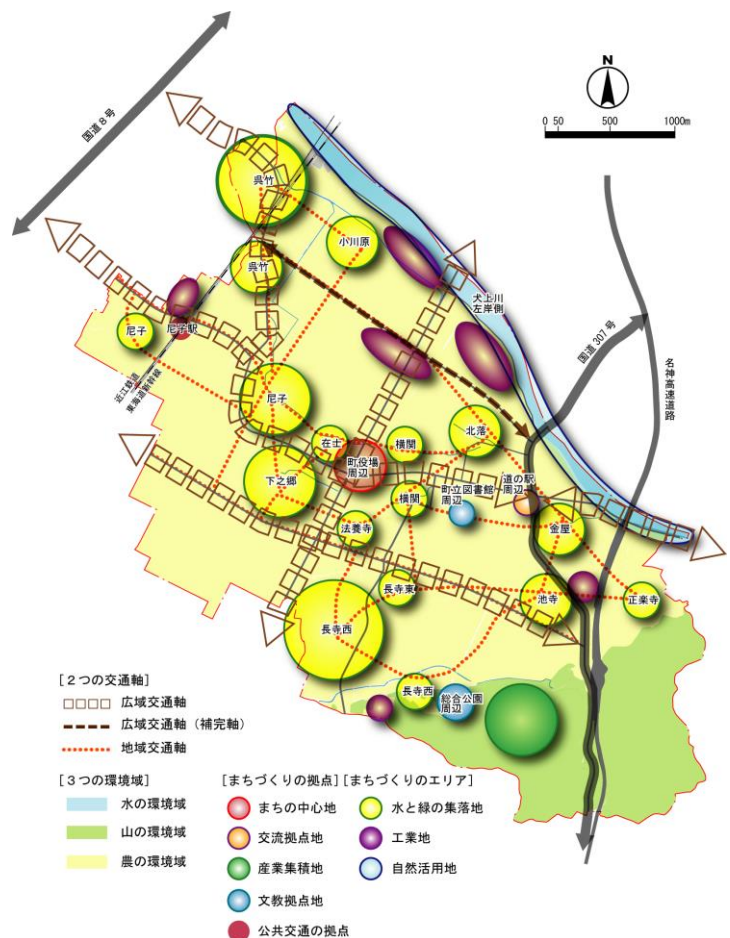 N
0 50 500 1000m
国道8号
呉竹
小川原
呉竹
犬上川
左岸側
国道307号
名神高速道路
尼子駅
尼子
近江鉄道
東海道新幹線
尼子
北落
在士
横関
町役場
周辺
下之郷
町立図書館
周辺
道の駅
周辺
横関
法養寺
金屋
長寺東
池寺
正楽寺
長寺西
長寺西
総合公園
周辺
[2つの交通軸]
広域交通軸
広域交通軸(補完軸)
地域交通軸
[3つの環境域]
水の環境域
山の環境域
農の環境域
[まちづくりの拠点]
まちの中心地
交流拠点地
産業集積地
文教拠点地
公共交通の拠点
[まちづくりのエリア]
水と緑の集落地
工業地
自然活用地